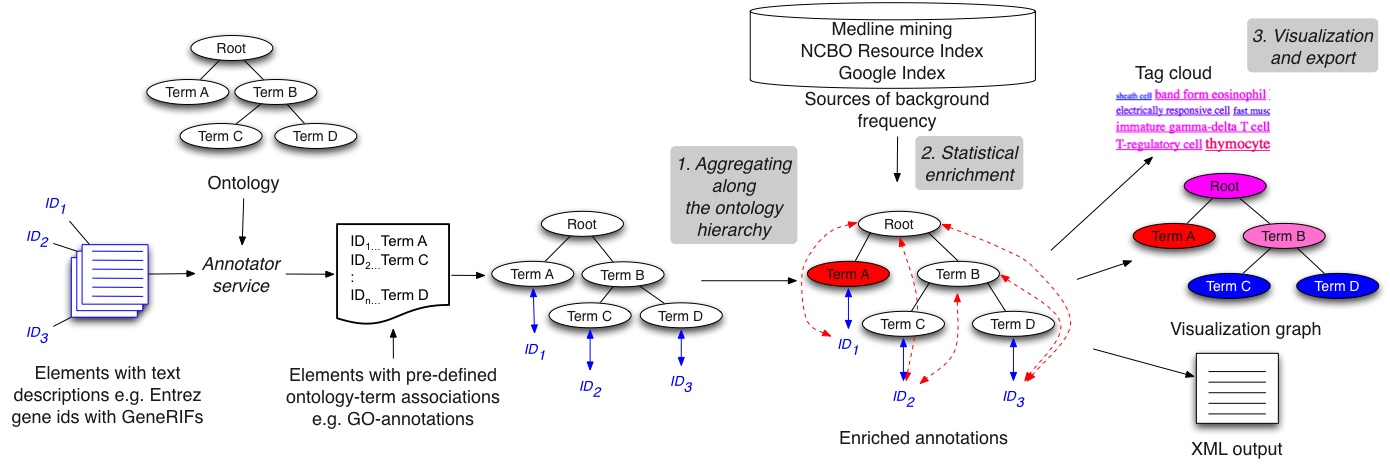 Root
Term A
Term B
Term C
Term D
Ontology
ID1
ID2
ID3
Elements with text
descriptions e.g. Entrez
gene ids with GeneRIFs
Annotator
service
ID1...Term A
ID2...Term C
:
IDn...Term D
Elements with pre-defined
ontology-term associations
e.g. GO-annotations
Root
Term A
Term B
Term C
Term D
ID1
ID2
ID3
1. Aggregating
along
the ontology
hierarchy
Medline mining
NCBO Resource Index
Google Index
Sources of background
frequency
2. Statistical
enrichment
Root
Term A
Term B
Term C
Term D
ID1
ID2
ID3
Enriched annotations
3. Visualization
and export
Tag cloud
sheath cell band form eosinophil
electrically responsive cell fast musc
immature gamma-delta T cell
T-regulatory cell thymocyte
Root
Term A
Term B
Term C
Term D
Visualization graph
XML output